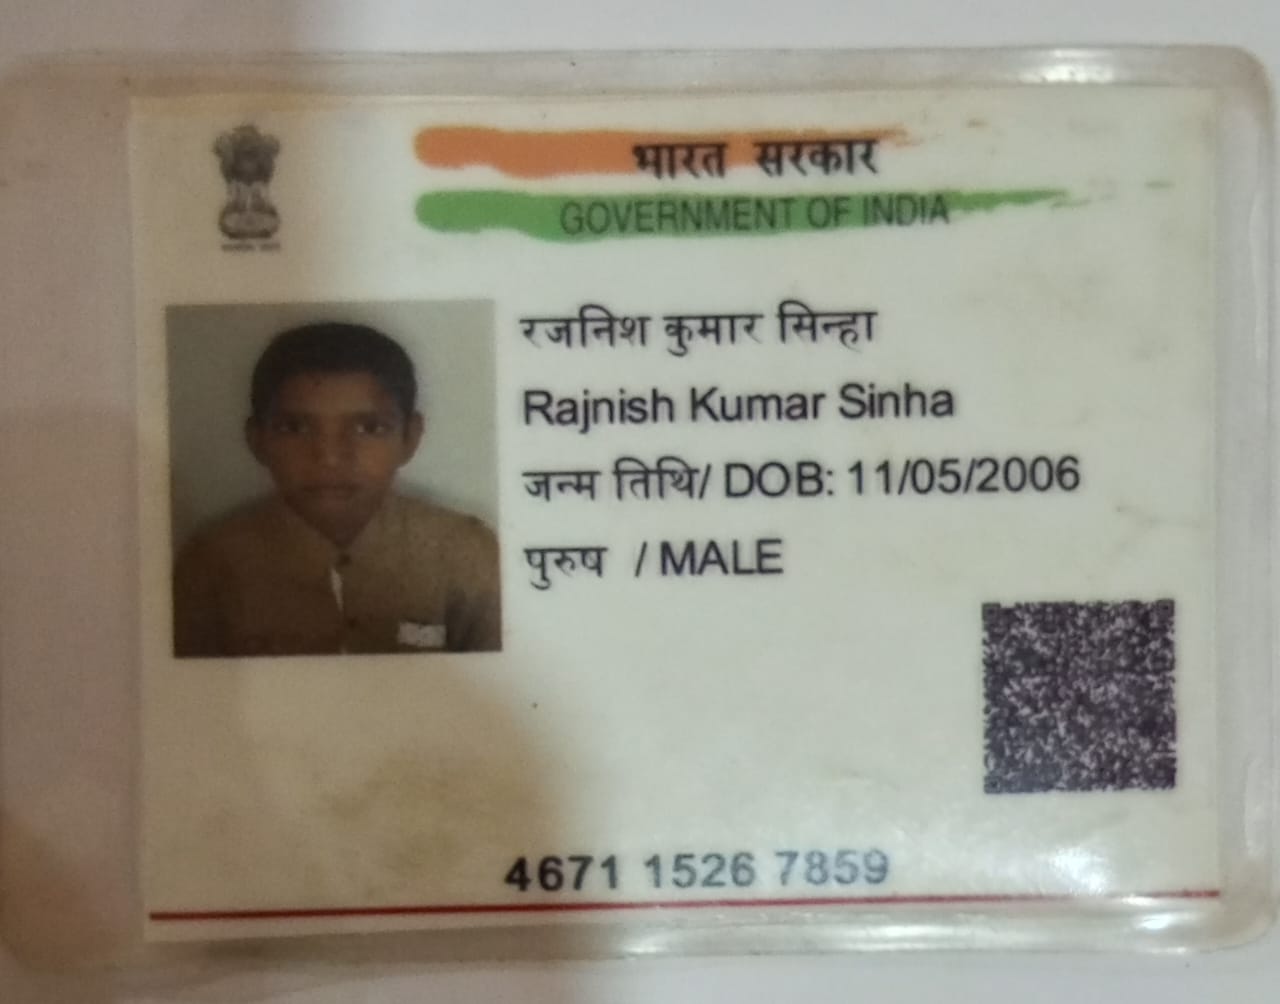 भारत सरकार
GOVERNMENT OF INDIA
रजनिश कुमार सिन्हा
Rajnish Kumar Sinha
जन्म तिथि/ DOB: 11/05/2006
पुरुष / MALE
4671 1526 7859